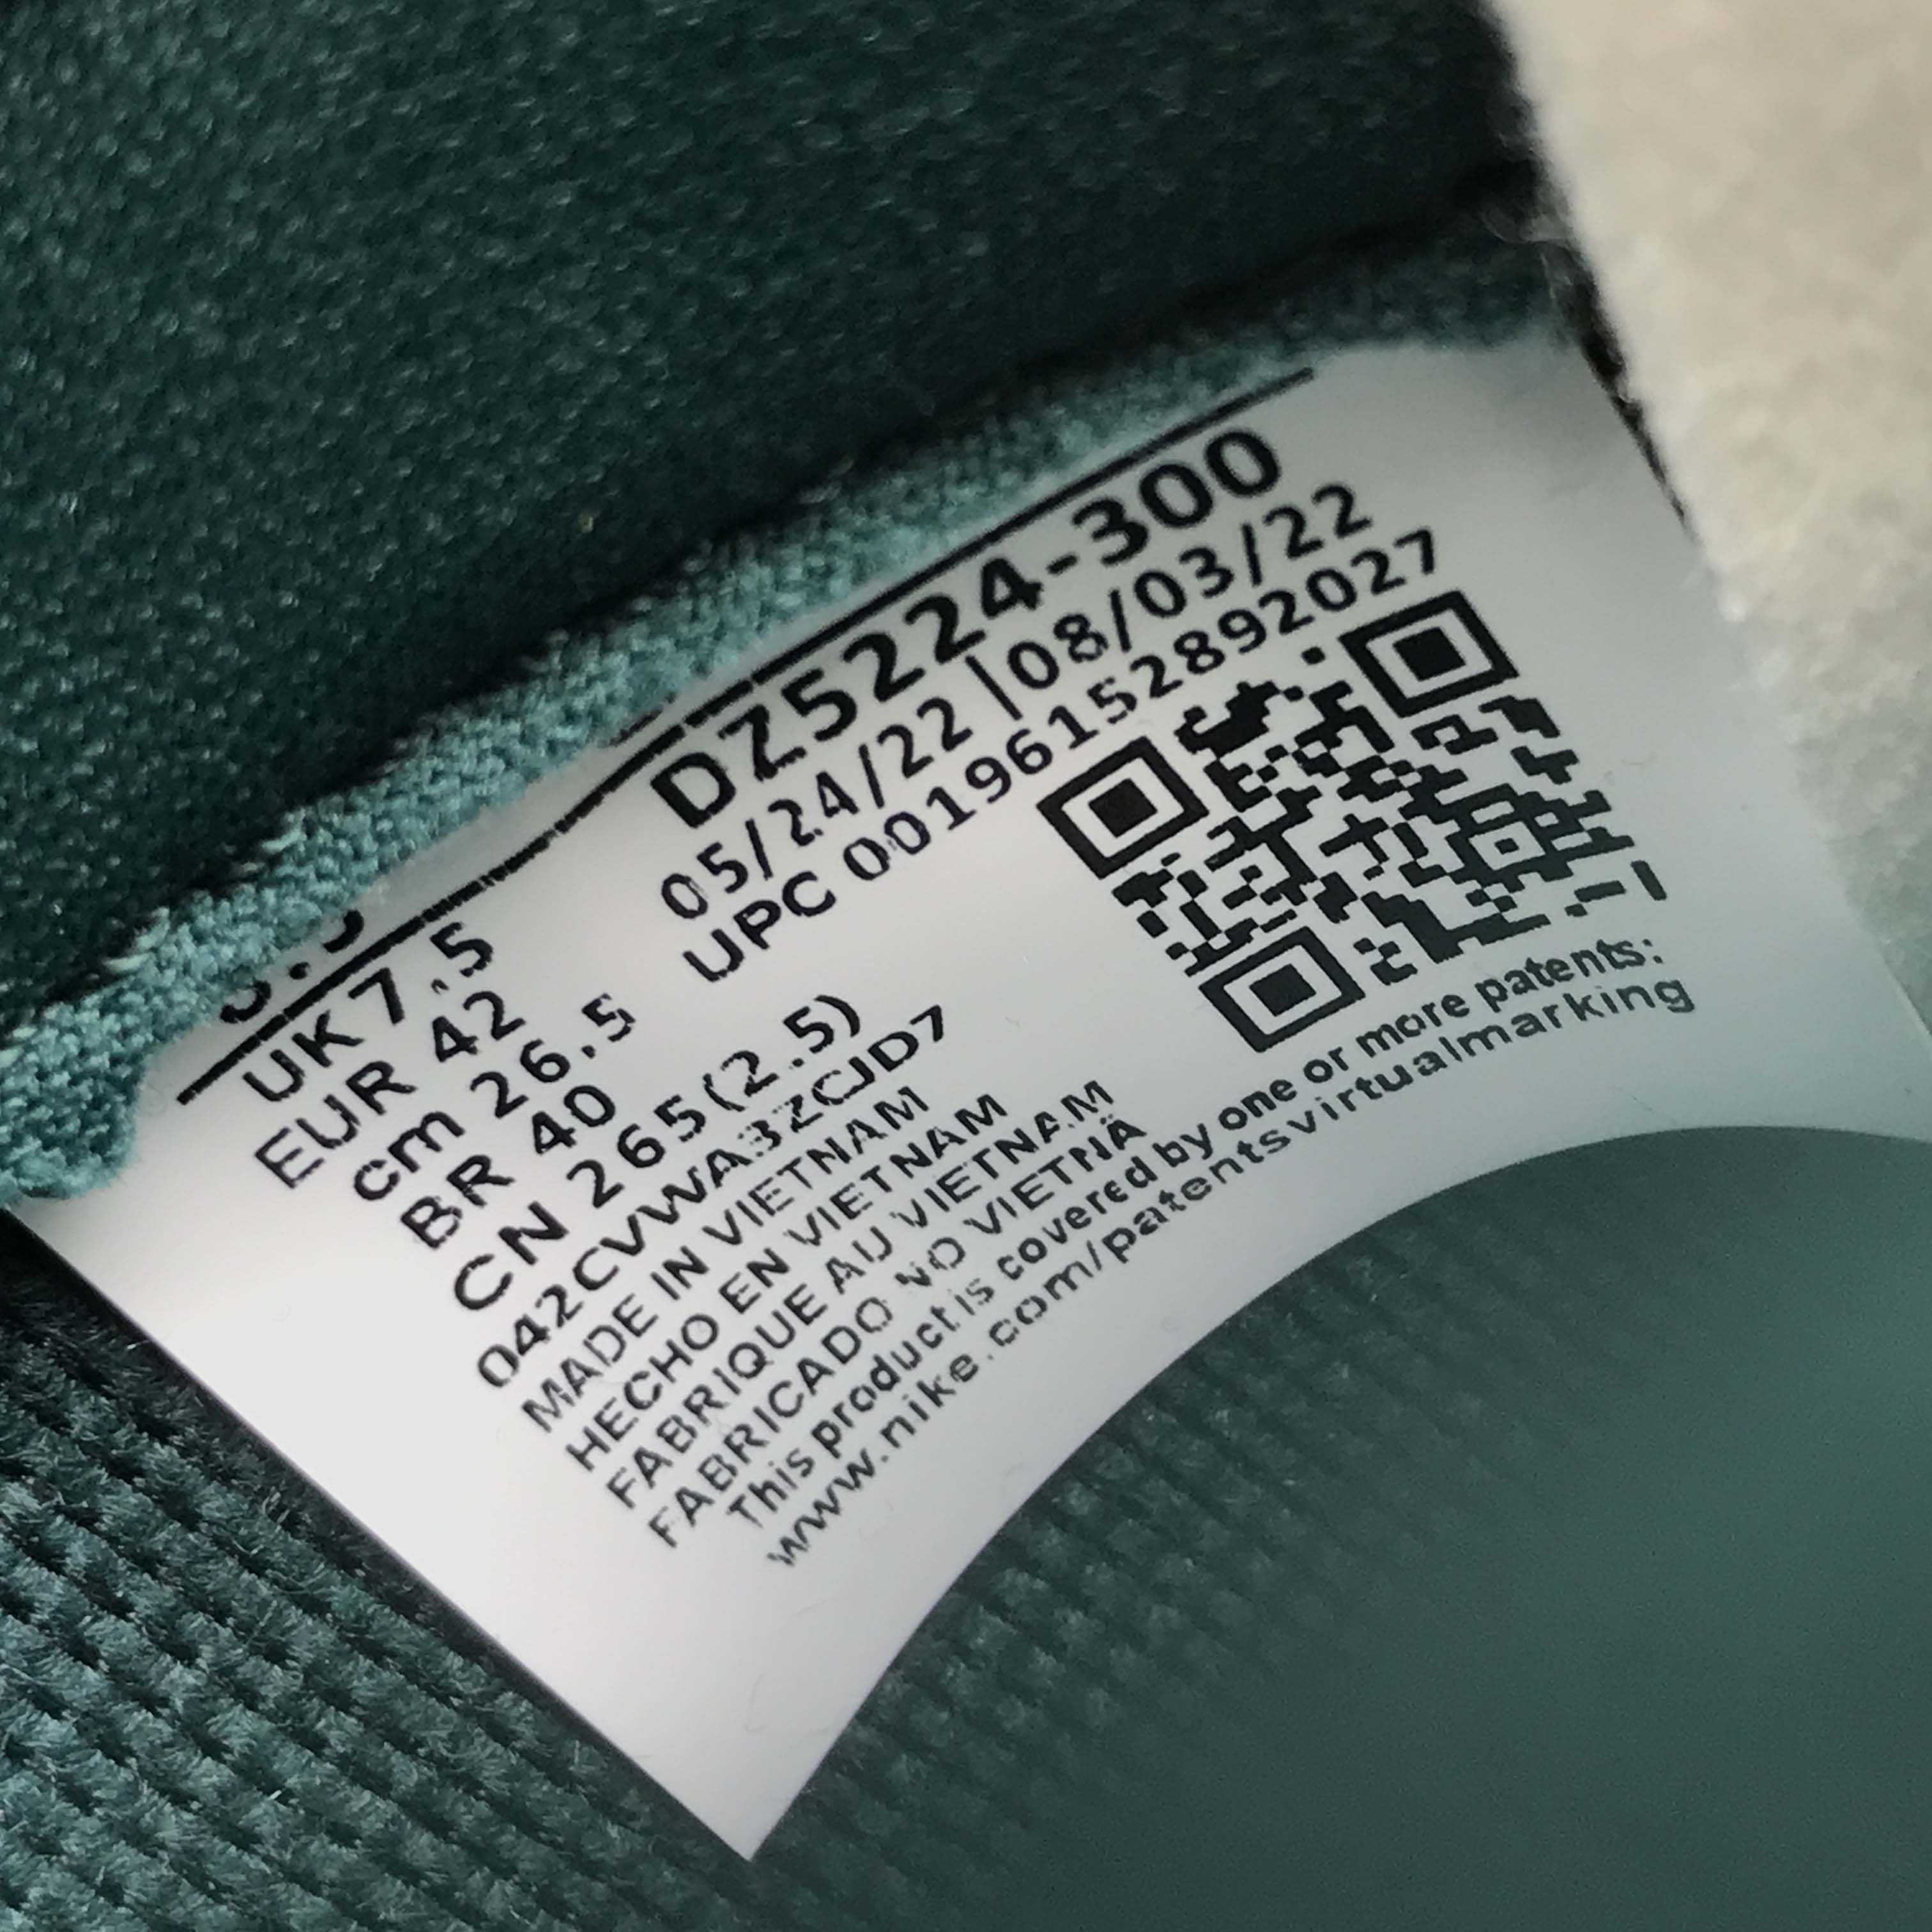 DZ5224-300
05/24/22 | 08/03/22
UPC 00196152892027
UK 7.5
EUR 42
cm 26.5
BR 40
CN 265(2.5)
042CVWA3ZCJD7
MADE IN VIETNAM
HECHO EN VIETNAM
FABRIQUE AU VIETNAM
FABRICADO NO VIETNÃ
This product is covered by one or more patents:
www.nike.com/patentsvirtualmarking